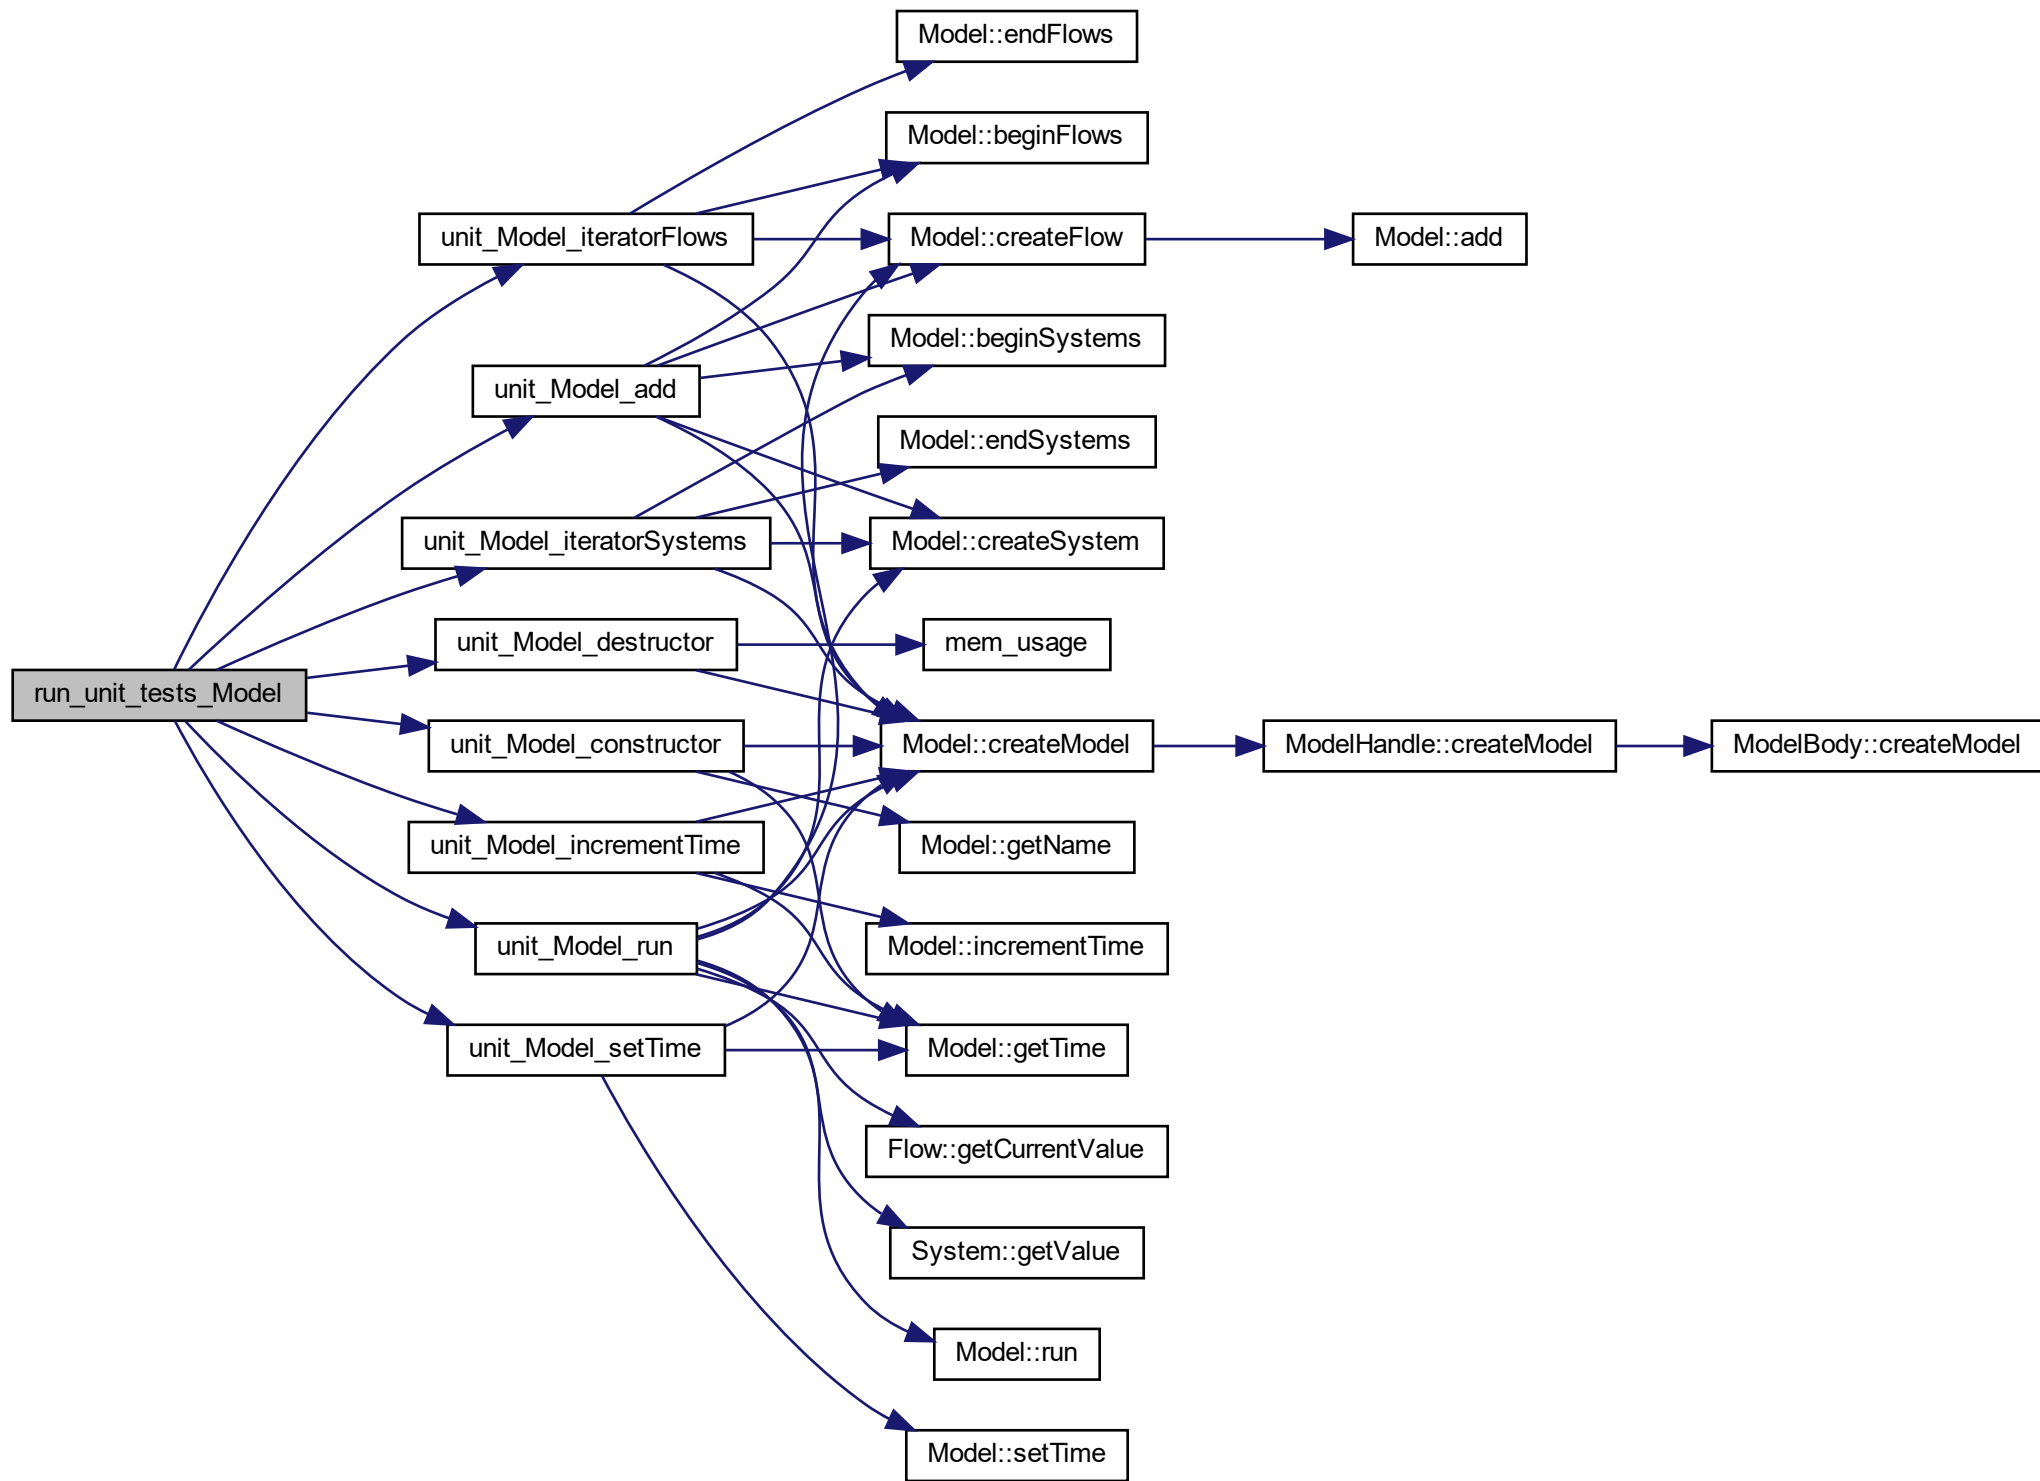 Model::endFlows
Model::beginFlows
unit_Model_iteratorFlows
Model::createFlow
Model::add
Model::beginSystems
unit_Model_add
Model::endSystems
unit_Model_iteratorSystems
Model::createSystem
unit_Model_destructor
mem_usage
run_unit_tests_Model
unit_Model_constructor
Model::createModel
ModelHandle::createModel
ModelBody::createModel
unit_Model_incrementTime
Model::getName
unit_Model_run
Model::incrementTime
unit_Model_setTime
Model::getTime
Flow::getCurrentValue
System::getValue
Model::run
Model::setTime